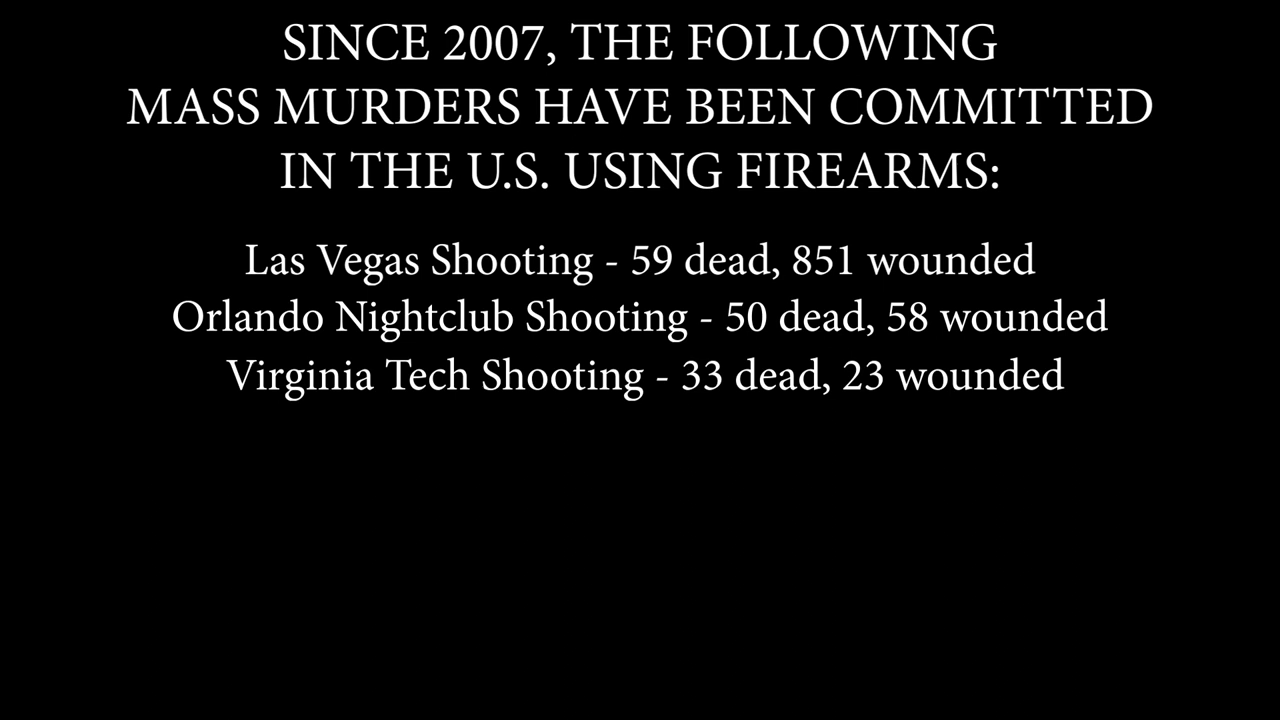 SINCE 2007, THE FOLLOWING
MASS MURDERS HAVE BEEN COMMITTED
IN THE U.S. USING FIREARMS:
Las Vegas Shooting - 59 dead, 851 wounded
Orlando Nightclub Shooting - 50 dead, 58 wounded
Virginia Tech Shooting - 33 dead, 23 wounded